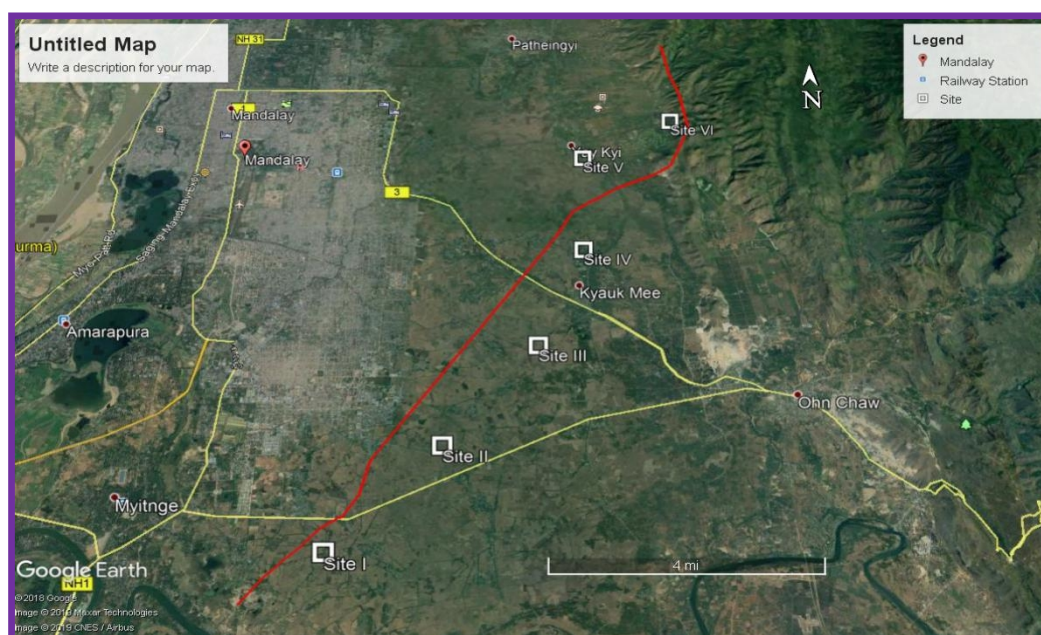 Untitled Map
Write a description for your map.
Legend
Mandalay
Railway Station
Site
N
NH 31
Patheingyi
Mandalay
Mandalay
3
Site VI
Kyi
Site V
Site IV
Kyauk Mee
Site III
Amarapura
Ohn Chaw
Site II
Myitnge
Site I
4 mi
Google Earth
NH1
©2018 Google
Image © 2019 Maxar Technologies
Image © 2019 CNES / Airbus